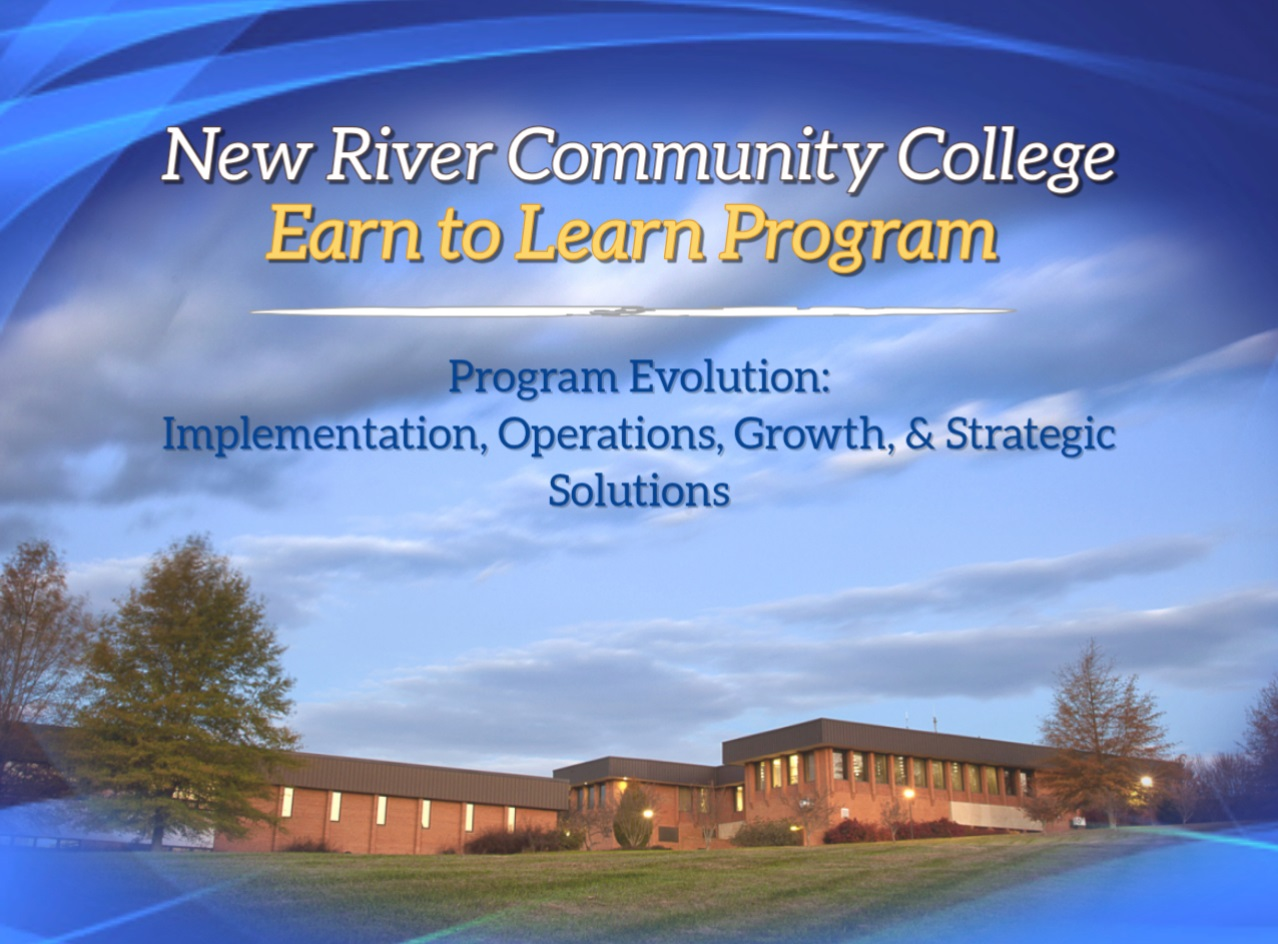 New River Community College
Earn to Learn Program
Program Evolution:
Implementation, Operations, Growth, & Strategic
Solutions